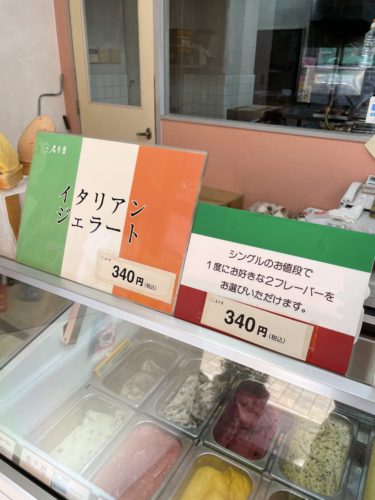 イタリアン
ジェラート
340円(税込)
シングルのお値段で
1度にお好きな2フレーバーを
お選びいただけます。
340円(税込)